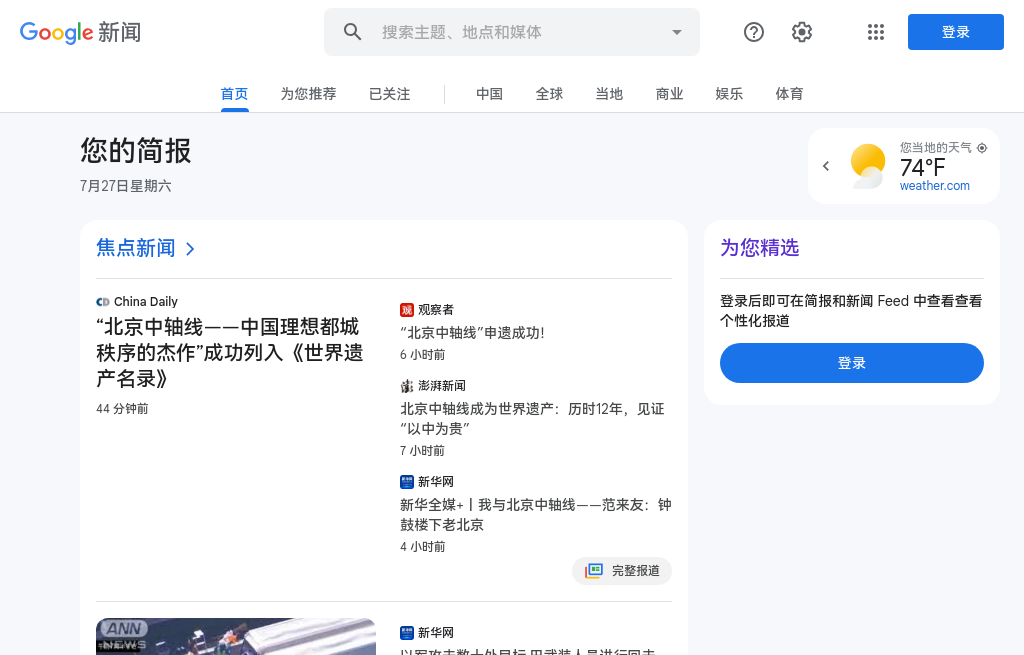 Google 新闻
搜索主题、地点和媒体
登录
首页
为您推荐
已关注
中国
全球
当地
商业
娱乐
体育
您的简报
7月27日星期六
您当地的天气
74°F
weather.com
焦点新闻
China Daily
“北京中轴线——中国理想都城
秩序的杰作”成功列入《世界遗
产名录》
44 分钟前
观察者
“北京中轴线”申遗成功！
6 小时前
澎湃新闻
北京中轴线成为世界遗产：历时12年，见证
“以中为贵”
7 小时前
新华网
新华全媒+丨我与北京中轴线——范来友：钟
鼓楼下老北京
4 小时前
完整报道
为您精选
登录后即可在简报和新闻 Feed 中查看查看
个性化报道
登录
ANN
NEWS
新华网